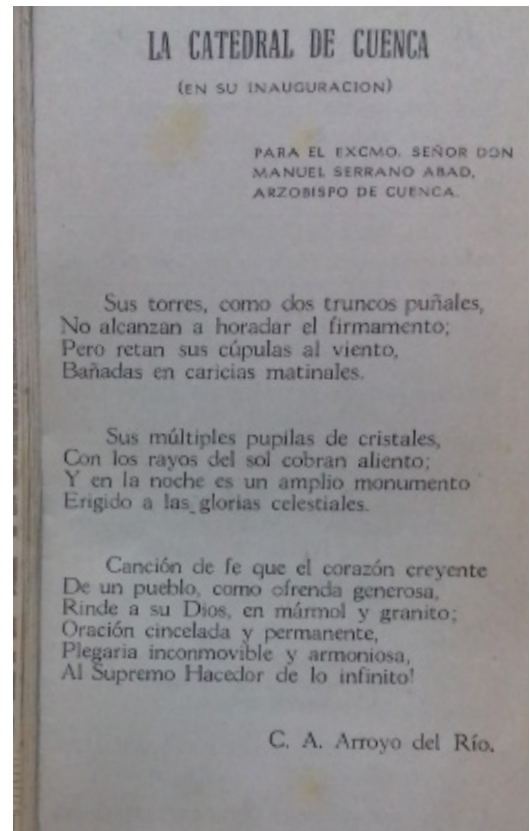 LA CATEDRAL DE CUENCA
(EN SU INAUGURACION)
PARA EL EXCMO. SEÑOR DON
MANUEL SERRANO ABAD,
ARZOBISPO DE CUENCA.
Sus torres, como dos truncos puñales,
No alcanzan a horadar el firmamento;
Pero retan sus cúpulas al viento,
Bañadas en caricias matinales.
Sus múltiples pupilas de cristales,
Con los rayos del sol cobran aliento;
Y en la noche es un amplio monumento
Erigido a las glorias celestiales.
Canción de fe que el corazón creyente
De un pueblo, como ofrenda generosa,
Rinde a su Dios, en mármol y granito;
Oración cincelada y permanente,
Plegaria inconmovible y armoniosa,
Al Supremo Hacedor de lo infinito!
C. A. Arroyo del Río.